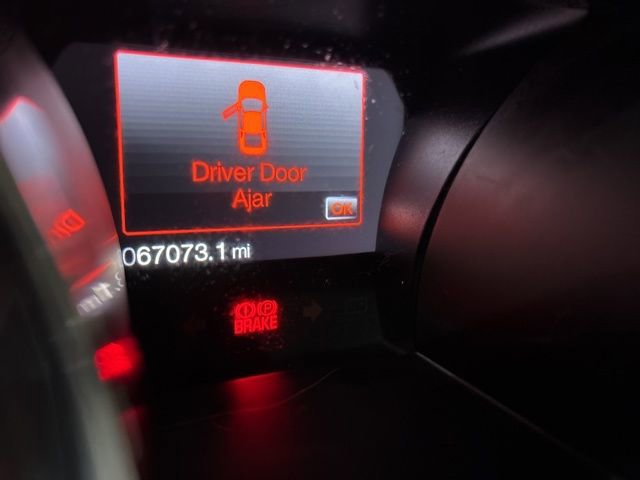 Driver Door
Ajar
OK
067073.1 mi
BRAKE